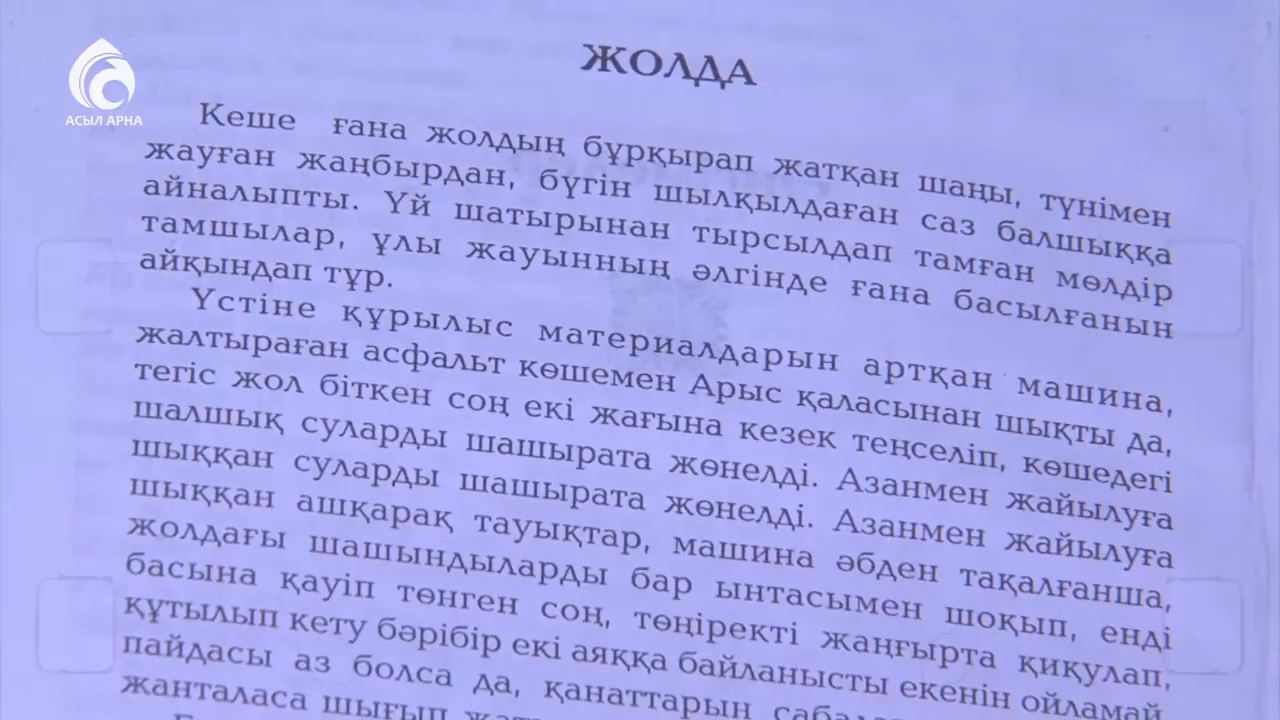 АСЫЛ АРНА
ЖОЛДА
Кеше ғана жолдың бұрқырап жатқан шаңы, түнімен
жауған жаңбырдан, бүгін шылқылдаған саз балшыққа
айналыпты. Үй шатырынан тырсылдап тамған мөлдір
тамшылар, ұлы жауынның әлгінде ғана басылғанын
айқындап тұр.
Үстіне құрылыс материалдарын артқан машина,
жалтыраған асфальт көшемен Арыс қаласынан шықты да,
тегіс жол біткен соң екі жағына кезек теңселіп, көшедегі
шалшық суларды шашырата жөнелді. Азанмен жайылуға
шыққан суларды шашырата жөнелді. Азанмен жайылуға
шыққан ашқарақ тауықтар, машина әбден тақалғанша,
жолдағы шашындыларды бар ынтасымен шоқып, енді
басына қауіп төнген соң, төңіректі жаңғырта қиқулап,
құтылып кету бәрібір екі аяққа байланысты екенін ойламай
пайдасы аз болса да, қанаттарын
жанталаса шығып